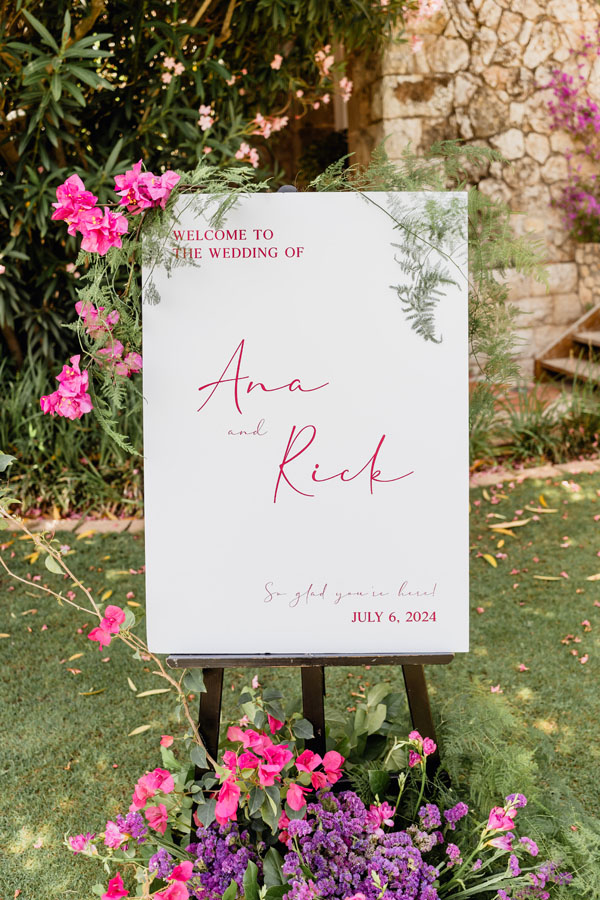 WELCOME TO
THE WEDDING OF
Ana
and
Rick
So glad you're here!
JULY 6, 2024